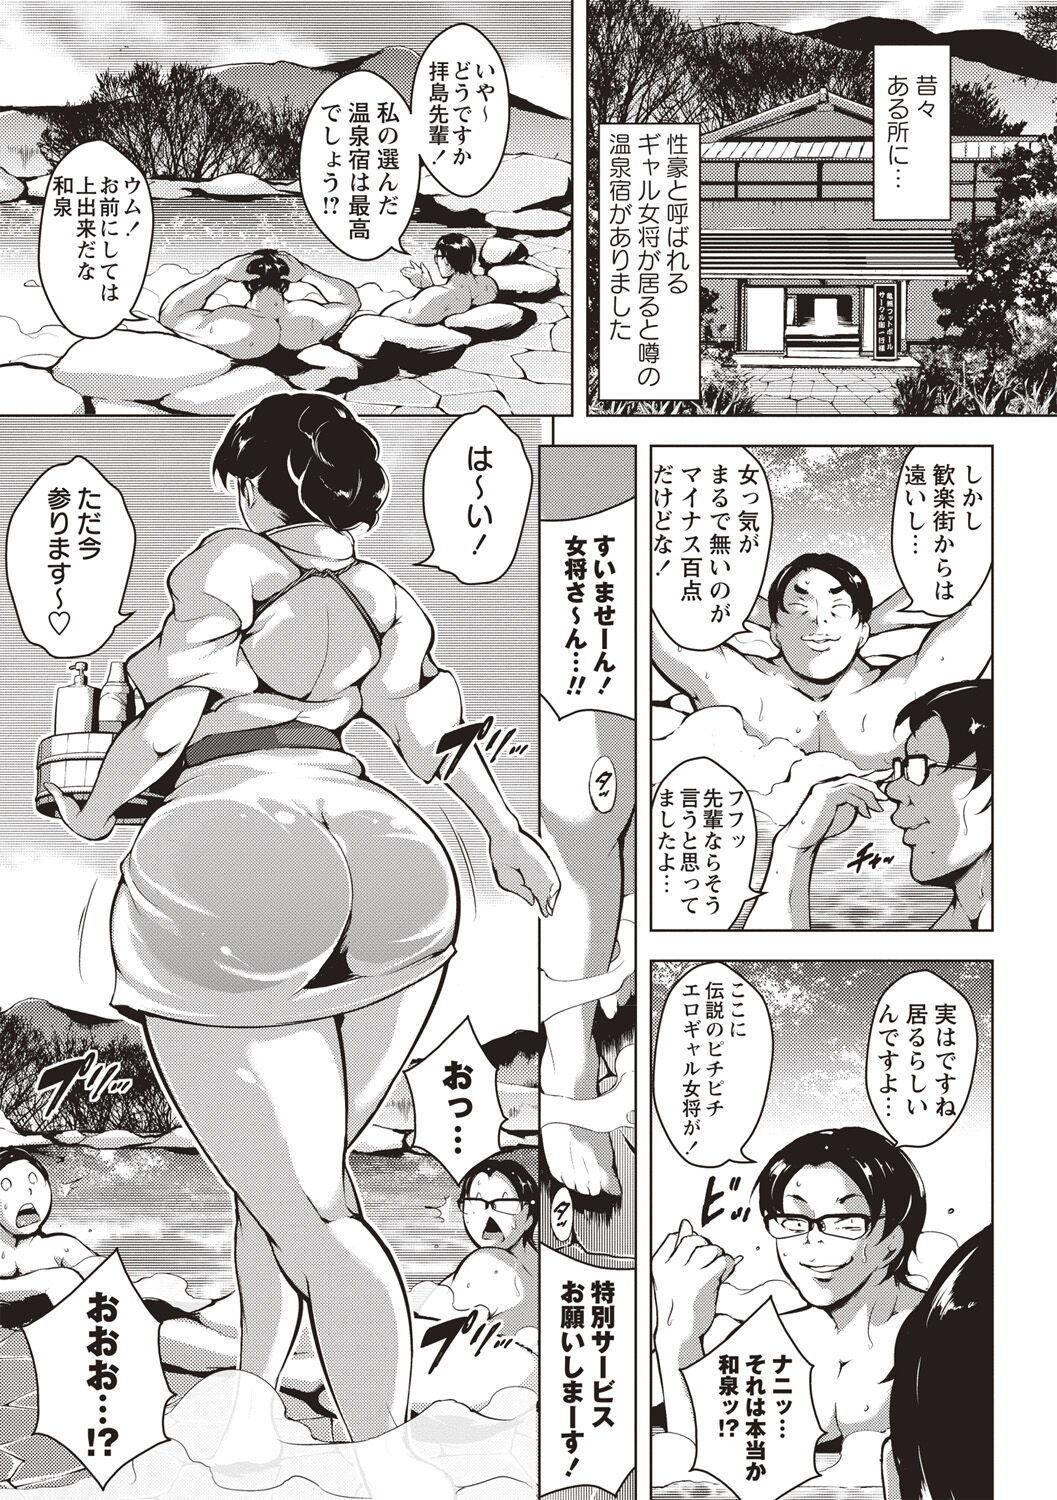 昔々
ある所に…
性豪と呼ばれる
ギャル女将が居ると噂の
温泉宿がありました
いや～
どうですか
拝島先輩！
私の選んだ
温泉宿は最高
でしょう!?
ウム！
お前にしては
上出来だな
和泉
しかし
歓楽街からは
遠いし…
女っ気が
まるで無いのが
マイナス百点
だけどな！
フフッ
先輩ならそう
言うと思って
ましたよ…
チャッ
実はですね
居るらしい
んですよ…
ここに
伝説のピチピチ
エロギャル女将が！
ビッ
ナニッ…
それは本当か
和泉ッ!?
すいませーん！
女将さ～ん…!!
タッ
タッ
特別サービス
お願いしまーす！
は～い！
ただ今
参ります～♡
プリッ…
プリッ…
プリッ…
おっ…
おおお…!?